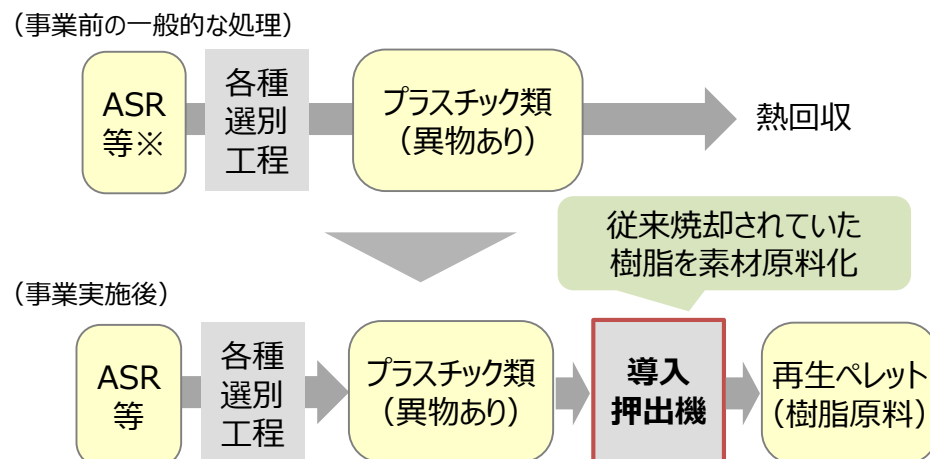 （事業前の一般的な処理）
ASR
等※
各種
選別
工程
プラスチック類
（異物あり）
熱回収
従来焼却されていた
樹脂を素材原料化
（事業実施後）
ASR
等
各種
選別
工程
プラスチック類
（異物あり）
導入
押出機
再生ペレット
（樹脂原料）